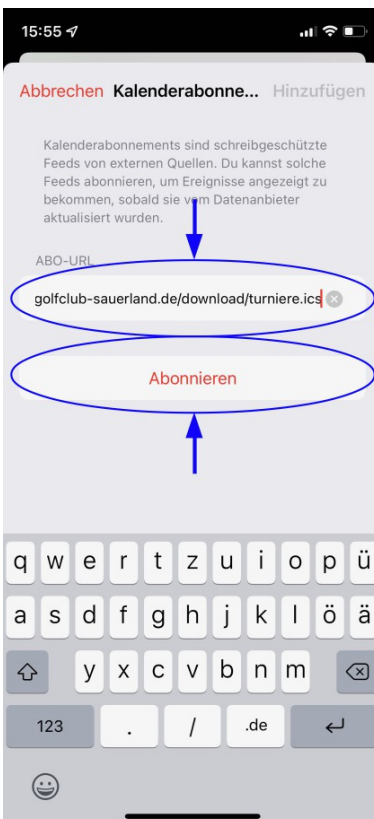 15:55
Abbrechen Kalenderabonne... Hinzufügen
Kalenderabonnements sind schreibgeschützte
Feeds von externen Quellen. Du kannst solche
Feeds abonnieren, um Ereignisse angezeigt zu
bekommen, sobald sie vom Datenanbieter
aktualisiert wurden.
ABO-URL
golfclub-sauerland.de/download/turniere.ics
Abonnieren
q w e r t z u i o p ü
a s d f g h j k l ö ä
y x c v b n m
123 . / .de